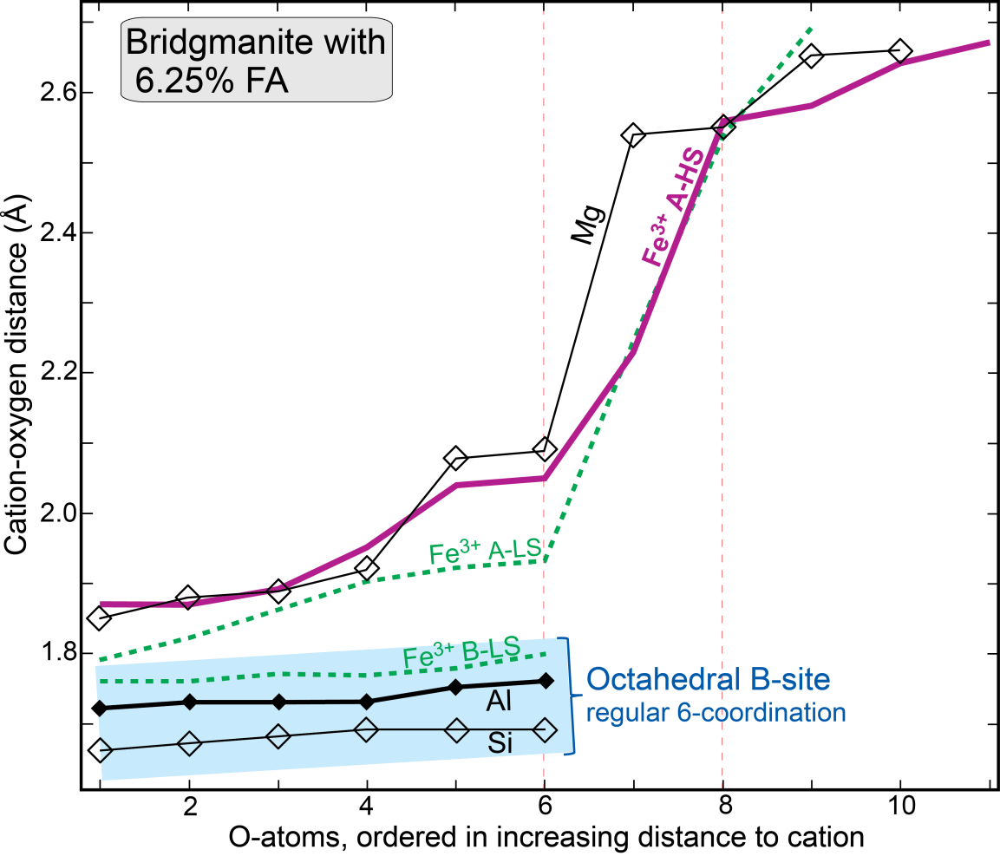 Bridgmanite with
6.25% FA
Cation-oxygen distance (Å)
2.6
2.4
2.2
2.0
1.8
Mg
Fe³⁺ A-HS
Fe³⁺ A-LS
Fe³⁺ B-LS
Al
Si
Octahedral B-site
regular 6-coordination
2 4 6 8 10
O-atoms, ordered in increasing distance to cation